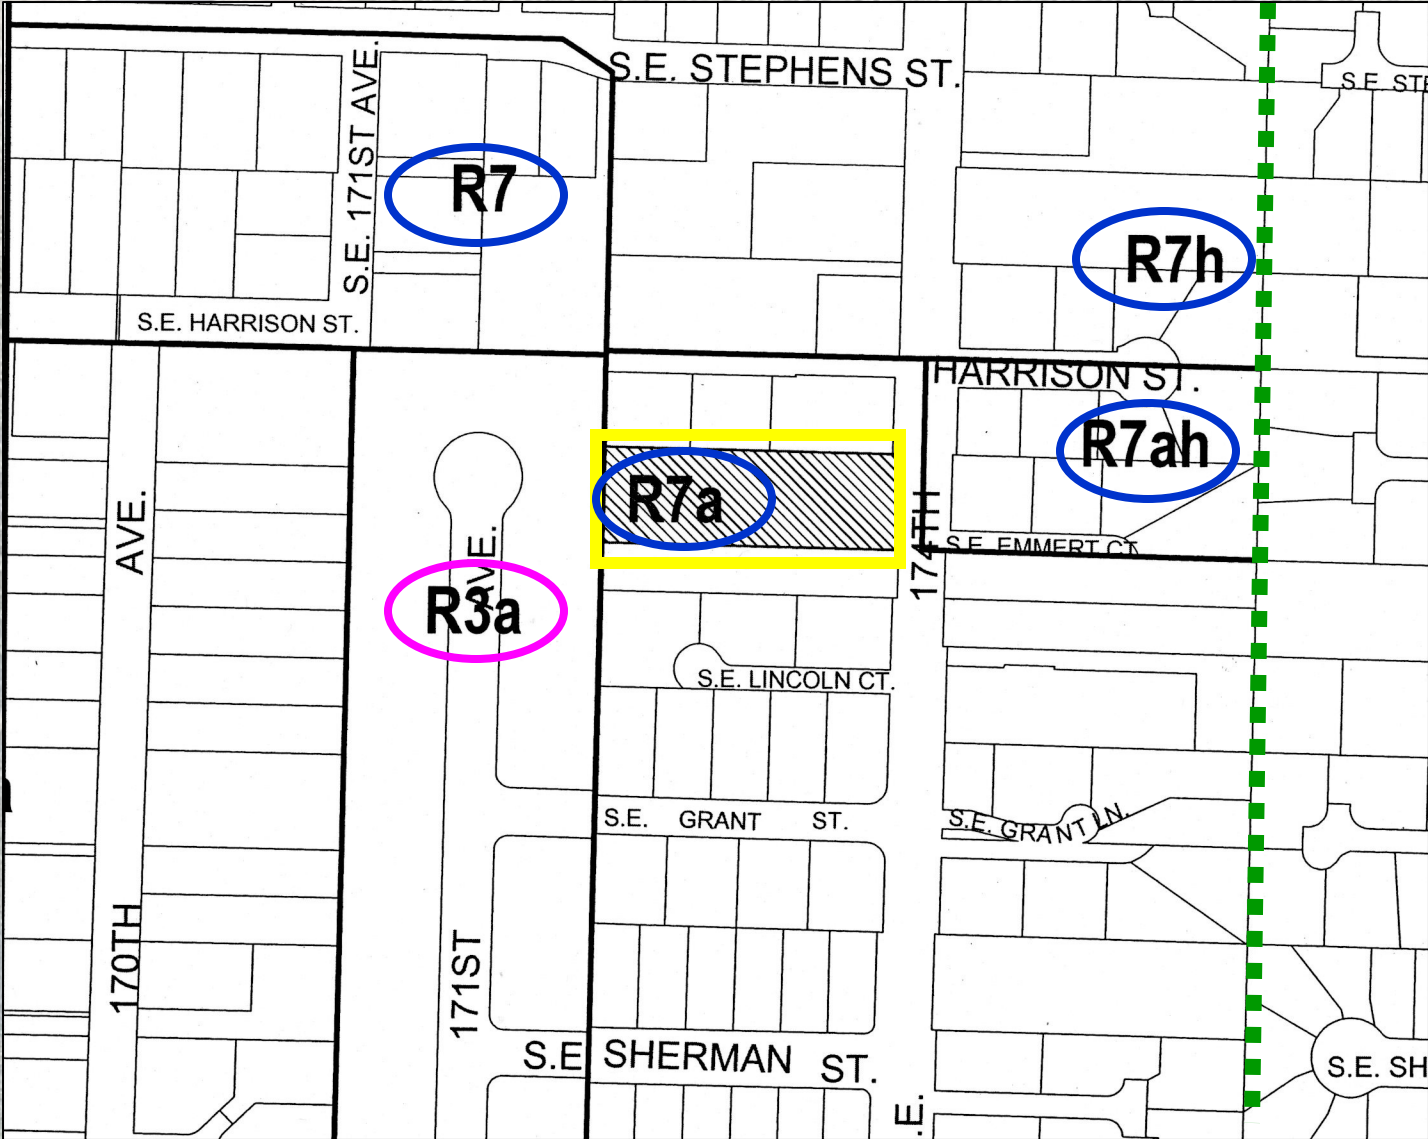 S.E. STEPHENS ST.
S.E. STE
S.E. 171ST AVE.
R7
R7h
S.E. HARRISON ST.
HARRISON ST.
R7ah
R7a
AVE.
AVE.
174TH
S.E. EMMERT CT.
R3a
S.E. LINCOLN CT.
S.E. GRANT ST.
S.E. GRANT LN.
170TH
171ST
S.E SHERMAN ST.
S.E. SH
.E.